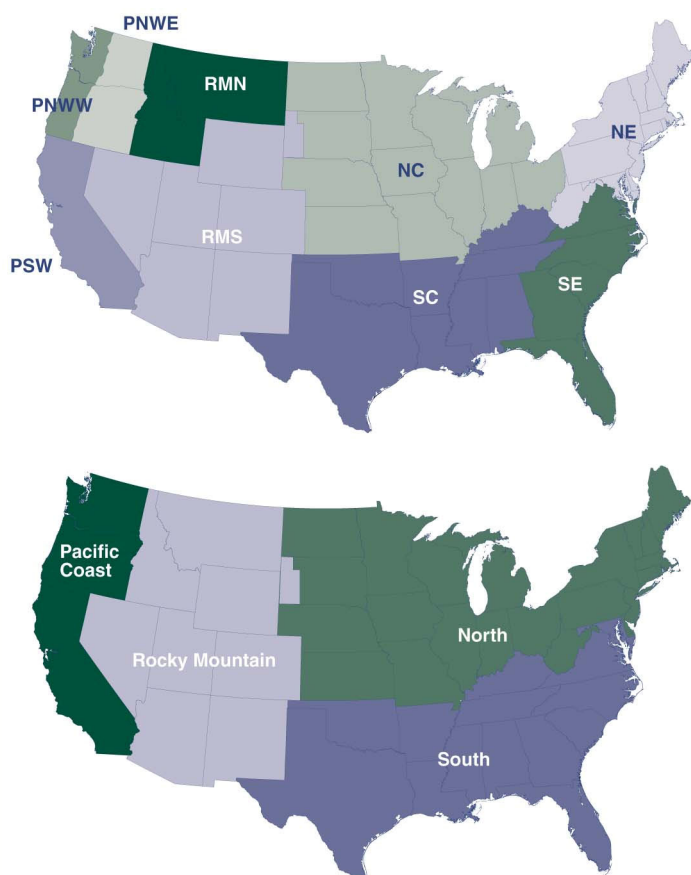 PNWE
RMN
PNWW
NE
NC
RMS
PSW
SC
SE
Pacific
Coast
North
Rocky Mountain
South